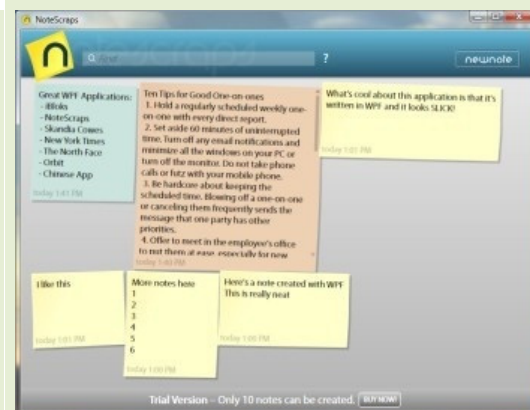 NoteScraps
Find
?
newnote
Great WPF Applications:
- iBloks
- NoteScraps
- Skandia Cowes
- New York Times
- The North Face
- Orbit
- Chinese App
today 1:41 PM
Ten Tips for Good One-on-ones
1. Hold a regularly scheduled weekly one-
on-one with every direct report.
2. Set aside 60 minutes of uninterrupted
time. Turn off any email notifications and
minimize all the windows on your PC or
turn off the monitor. Do not take phone
calls or futz with your mobile phone.
3. Be hardcore about keeping the
scheduled time. Blowing off a one-on-one
or canceling them frequently sends the
message that one party has other
priorities.
4. Offer to meet in the employee's office
to put them at ease, especially for new
today 1:40 PM
What's cool about this application is that it's
written in WPF and it looks SLICK!
today 1:01 PM
I like this
today 1:01 PM
More notes here
1
2
3
4
5
6
today 1:00 PM
Here's a note created with WPF
This is really neat
today 1:00 PM
Trial Version - Only 10 notes can be created.
BUY NOW!